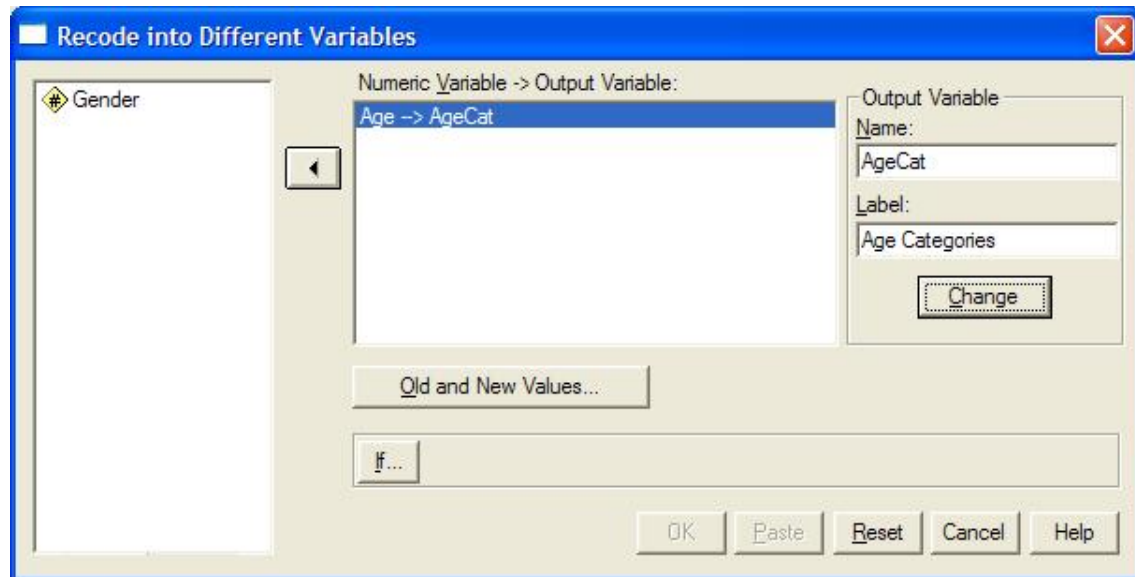 Recode into Different Variables
Gender
Numeric Variable -> Output Variable:
Age --> AgeCat
Output Variable
Name:
AgeCat
Label:
Age Categories
Change
Old and New Values...
If...
OK
Paste
Reset
Cancel
Help